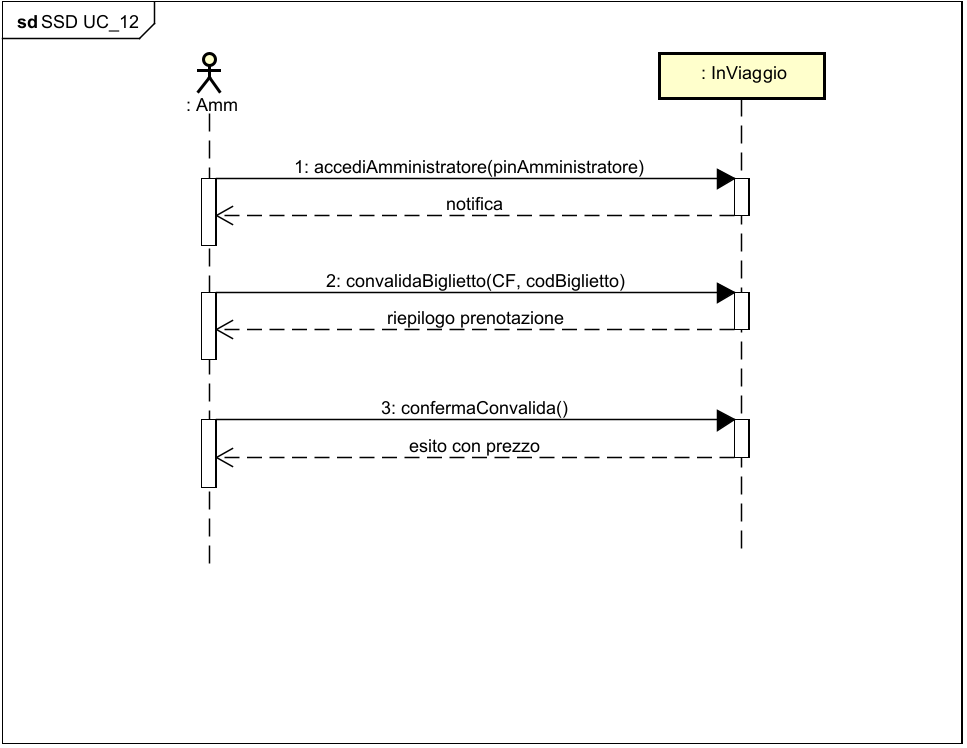 sd SSD UC_12
: Amm
: InViaggio
1: accediAmministratore(pinAmministratore)
notifica
2: convalidaBiglietto(CF, codBiglietto)
riepilogo prenotazione
3: confermaConvalida()
esito con prezzo